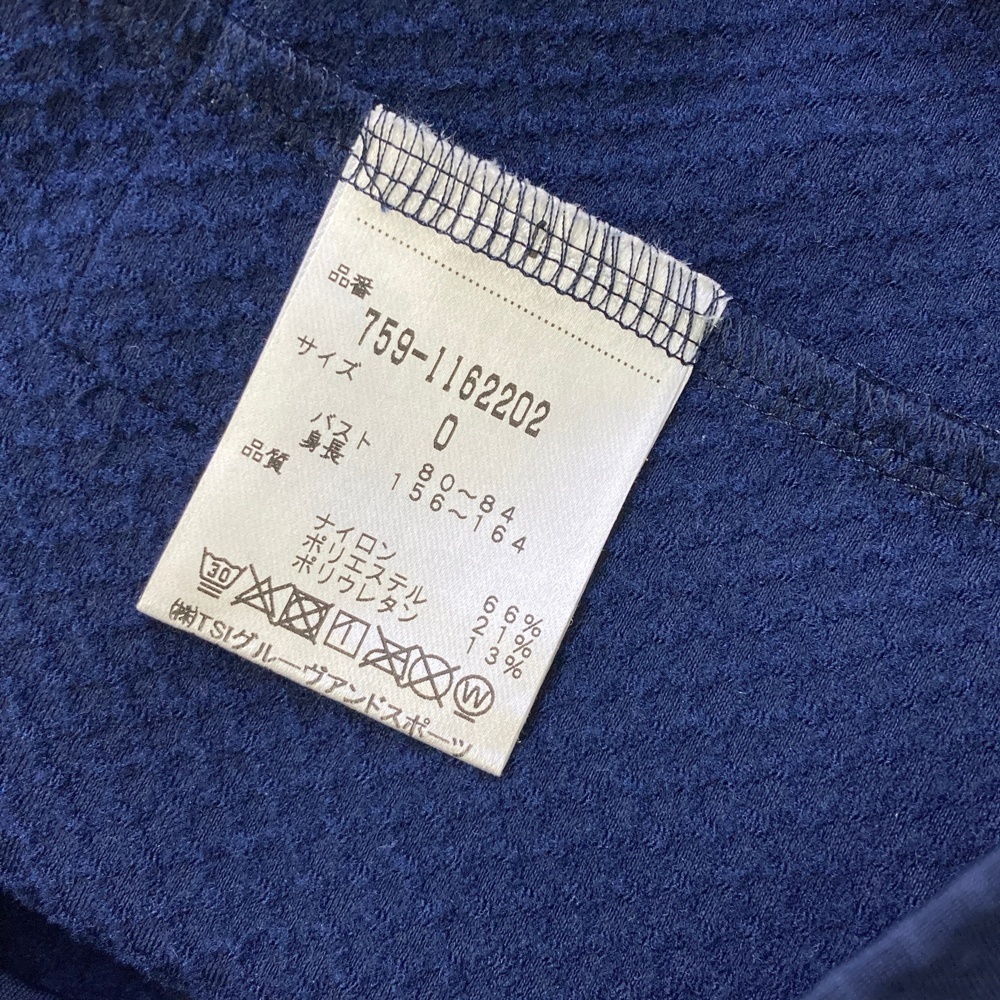 品番
759-1162202
サイズ
0
バスト 80~84
身長 156~164
品質
ナイロン 66%
ポリエステル 21%
ポリウレタン 13%
30 W
㈱TSIグルーヴアンドスポーツ